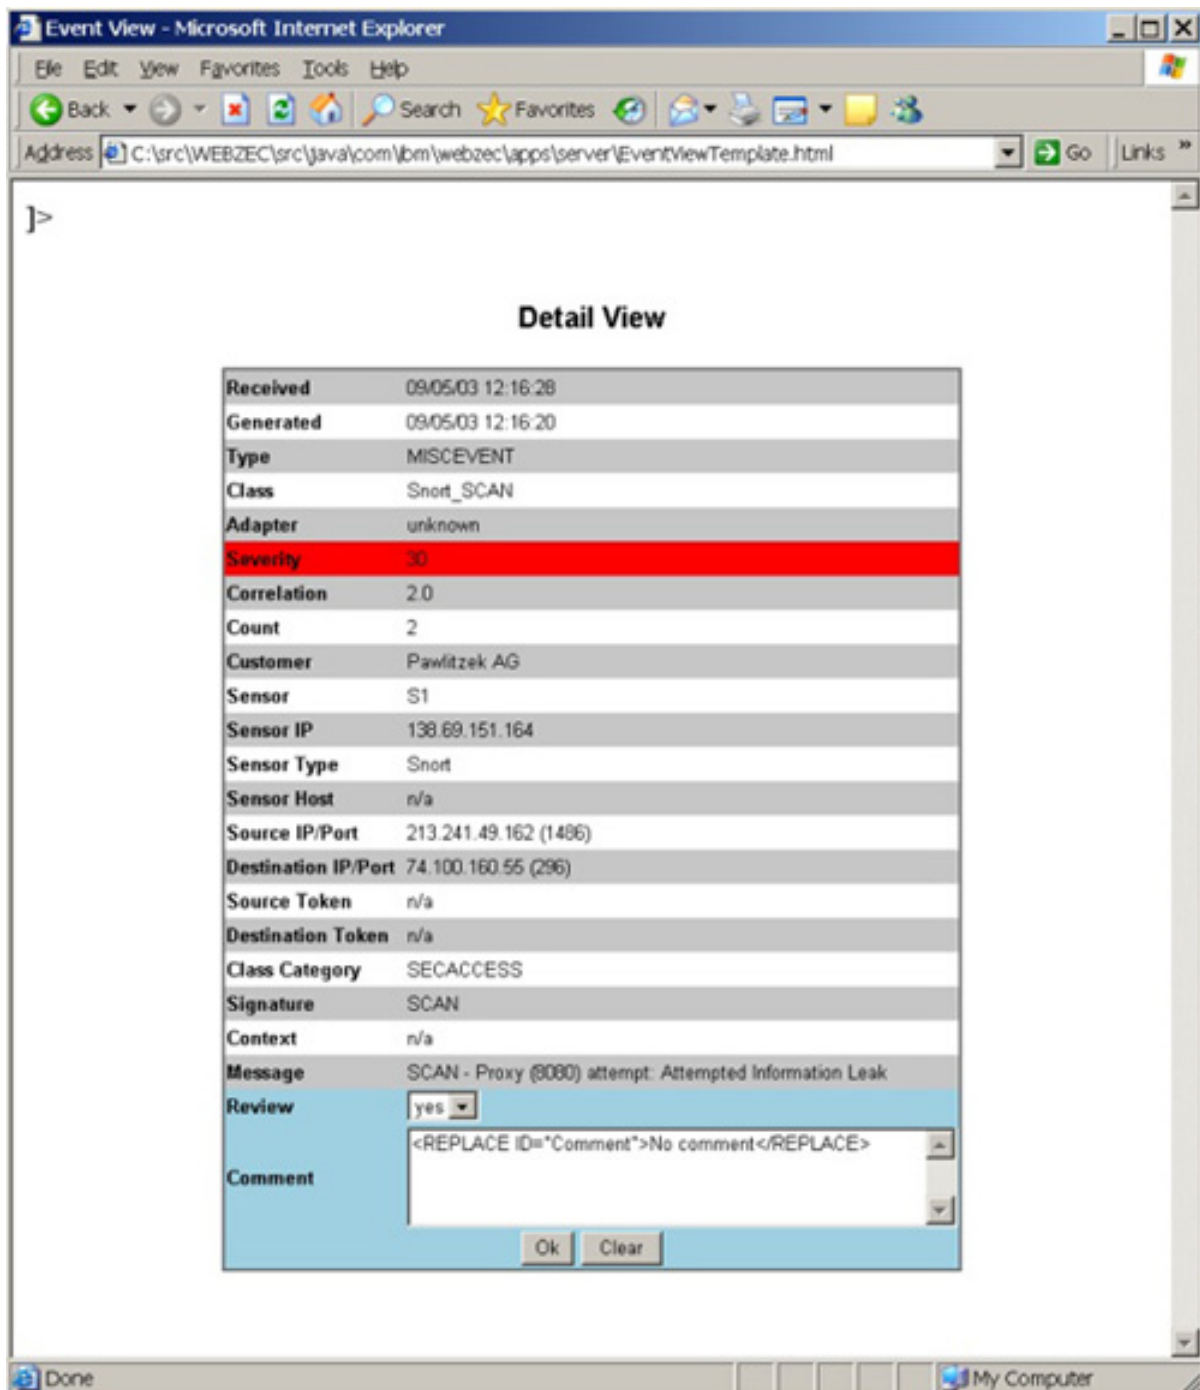 Event View - Microsoft Internet Explorer
File Edit View Favorites Tools Help
Back Search Favorites
Address C:\src\WEBZEC\src\java\com\ibm\webzec\apps\server\EventViewTemplate.html Go Links »
]>
Detail View
Received 09/05/03 12:16:28
Generated 09/05/03 12:16:20
Type MISCEVENT
Class Snort_SCAN
Adapter unknown
Severity 30
Correlation 2.0
Count 2
Customer Pawlitzek AG
Sensor S1
Sensor IP 138.69.151.164
Sensor Type Snort
Sensor Host n/a
Source IP/Port 213.241.49.162 (1486)
Destination IP/Port 74.100.160.55 (296)
Source Token n/a
Destination Token n/a
Class Category SECACCESS
Signature SCAN
Context n/a
Message SCAN - Proxy (8080) attempt: Attempted Information Leak
Review yes
<REPLACE ID="Comment">No comment</REPLACE>
Comment
Ok Clear
Done My Computer